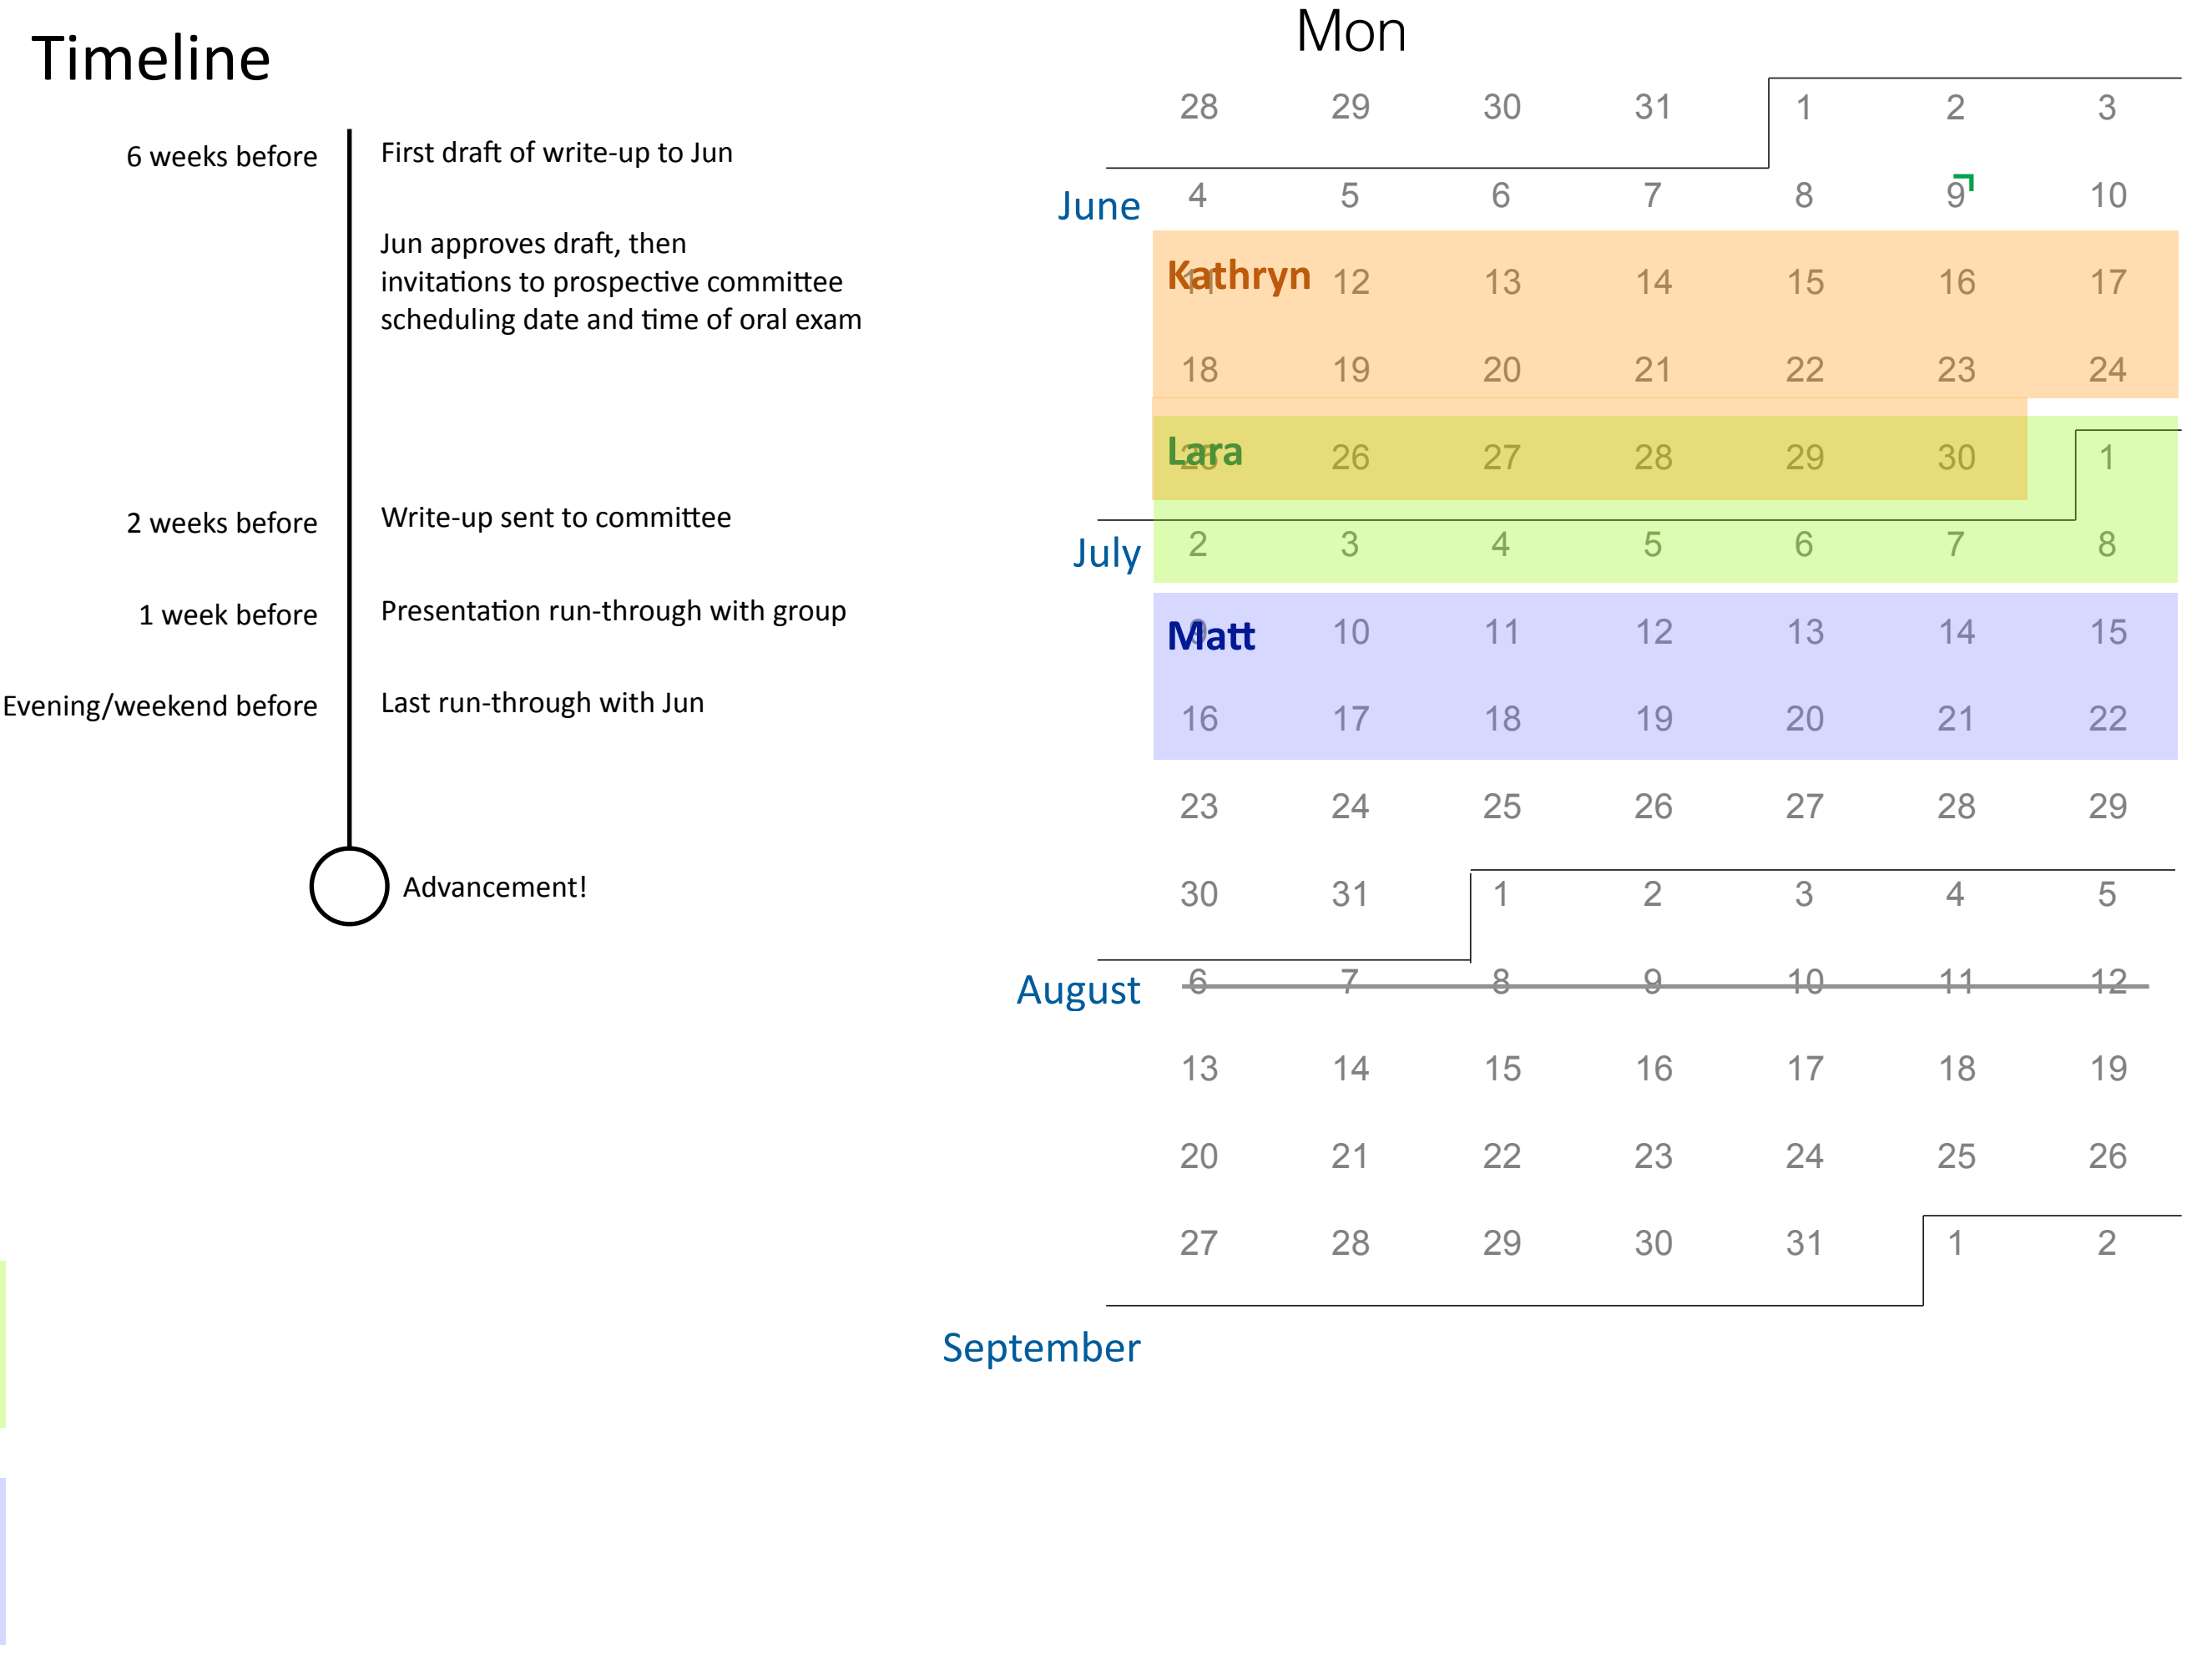 Timeline
6 weeks before
First draft of write-up to Jun
Jun approves draft, then
invitations to prospective committee
scheduling date and time of oral exam
2 weeks before
Write-up sent to committee
1 week before
Presentation run-through with group
Evening/weekend before
Last run-through with Jun
Advancement!
Mon
28 29 30 31 1 2 3
June
4 5 6 7 8 9 10
Kathryn
11 12 13 14 15 16 17
18 19 20 21 22 23 24
Lara
25 26 27 28 29 30 1
July
2 3 4 5 6 7 8
Matt
9 10 11 12 13 14 15
16 17 18 19 20 21 22
23 24 25 26 27 28 29
30 31 1 2 3 4 5
August
6 7 8 9 10 11 12
13 14 15 16 17 18 19
20 21 22 23 24 25 26
27 28 29 30 31 1 2
September